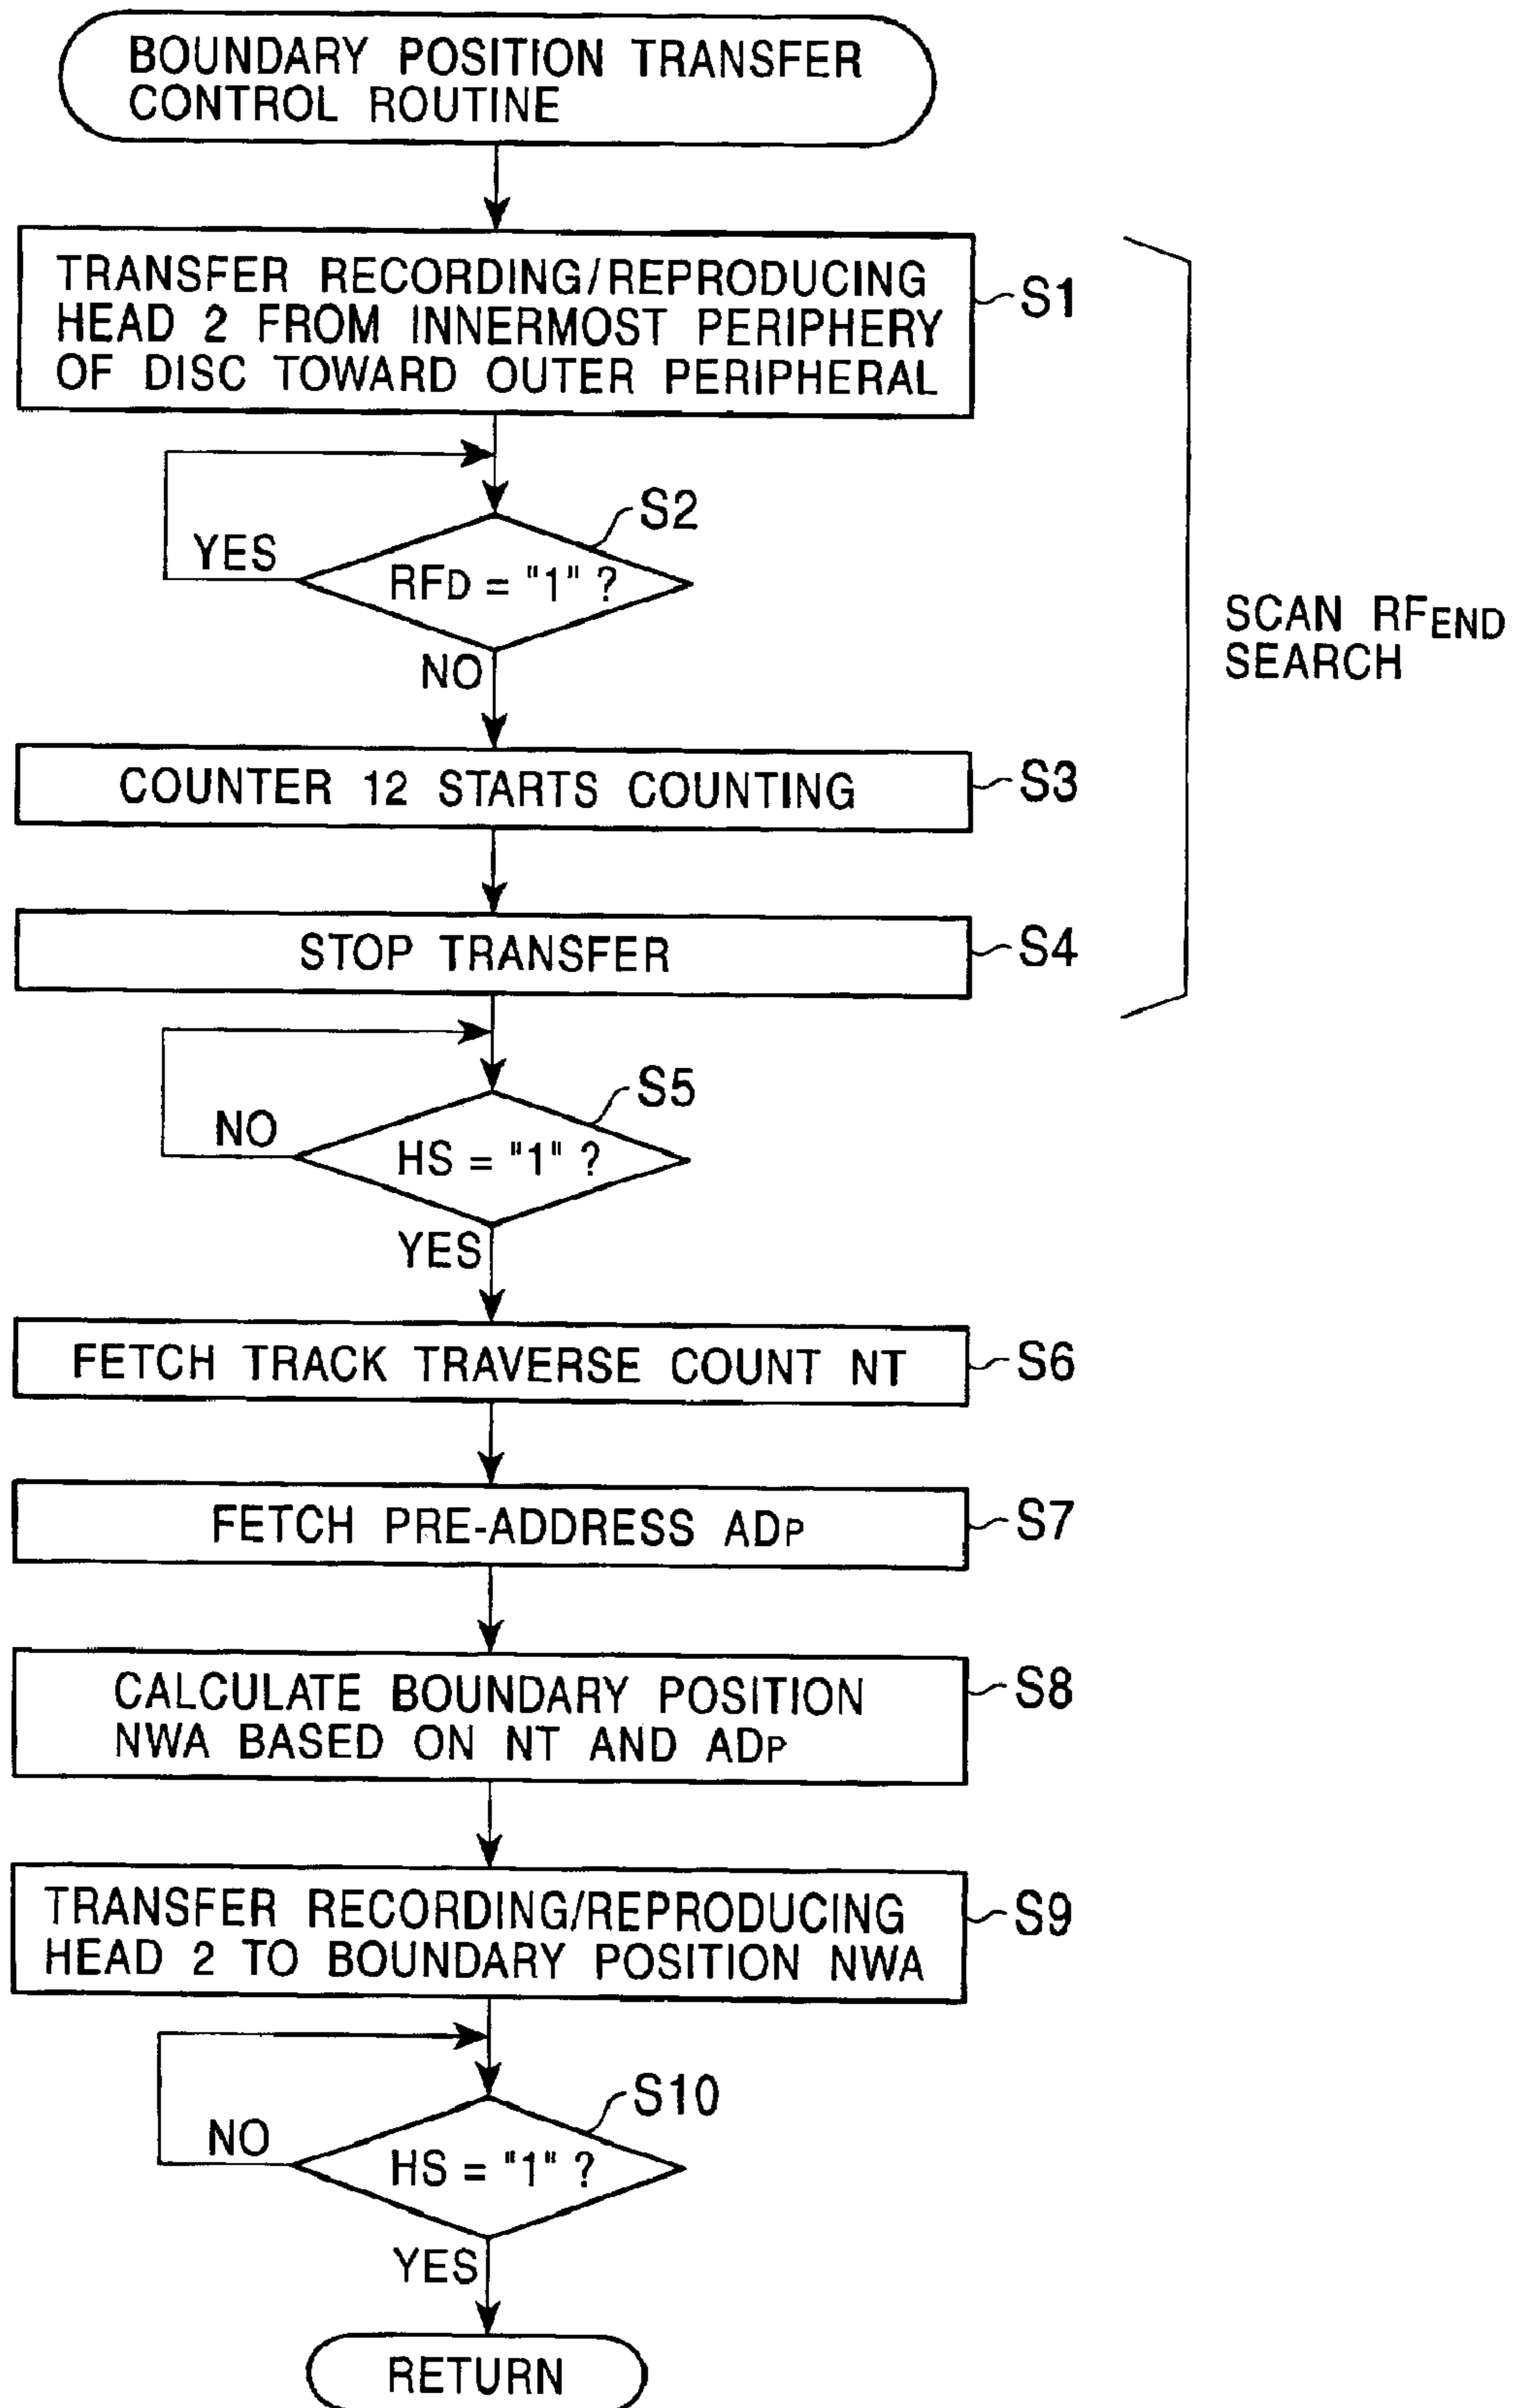 BOUNDARY POSITION TRANSFER
CONTROL ROUTINE
TRANSFER RECORDING/REPRODUCING
HEAD 2 FROM INNERMOST PERIPHERY
OF DISC TOWARD OUTER PERIPHERAL
S1
S2
YES
RFD = "1" ?
NO
SCAN RFEND
SEARCH
COUNTER 12 STARTS COUNTING
S3
STOP TRANSFER
S4
S5
NO
HS = "1" ?
YES
FETCH TRACK TRAVERSE COUNT NT
S6
FETCH PRE-ADDRESS ADP
S7
CALCULATE BOUNDARY POSITION
NWA BASED ON NT AND ADP
S8
TRANSFER RECORDING/REPRODUCING
HEAD 2 TO BOUNDARY POSITION NWA
S9
S10
NO
HS = "1" ?
YES
RETURN